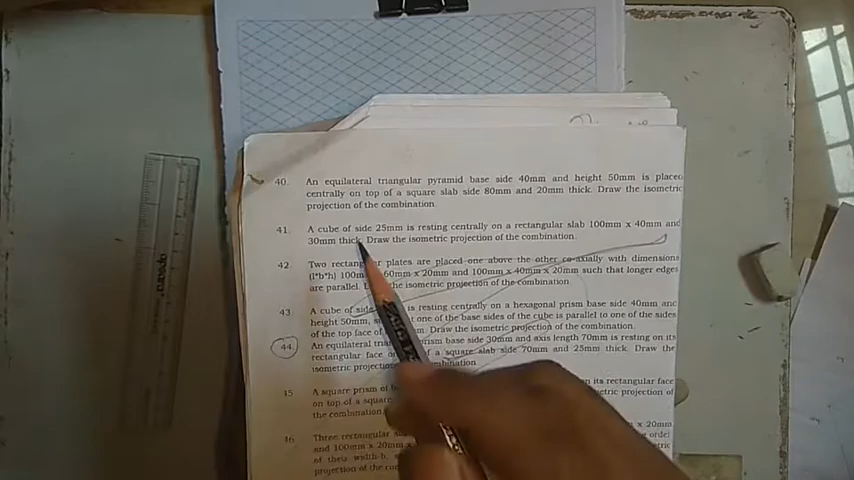 40. An equilateral triangular pyramid base side 40mm and height 50mm is placed
centrally on top of a square slab side 80mm and 20mm thick. Draw the isometric
projection of the combination.
41. A cube of side 25mm is resting centrally on a rectangular slab 100mm x 40mm and
30mm thick. Draw the isometric projection of the combination.
42. Two rectangular plates are placed one above the other co axially with dimensions
(l*b*h) 100mm 60mm x 20mm and 100mm x 40mm x 20mm such that longer edges
are parallel. isometric projection of the combination.
43. A cube of side is resting centrally on a hexagonal prism base side 40mm and
height 50mm, that one of the base sides of the cube is parallel to one of the sides
of the top face of Draw the isometric projection of the combination.
44. An equilateral prism base side 30mm and axis length 70mm is resting
rectangular face a square slab side 70mm and 25mm thick. Draw the
isometric projection combination.
A square prism of its rectangular face
on top of a square projection of
the combination
Three rectangular x 20mm,
100mm x 20mm order
of their width
projection of the